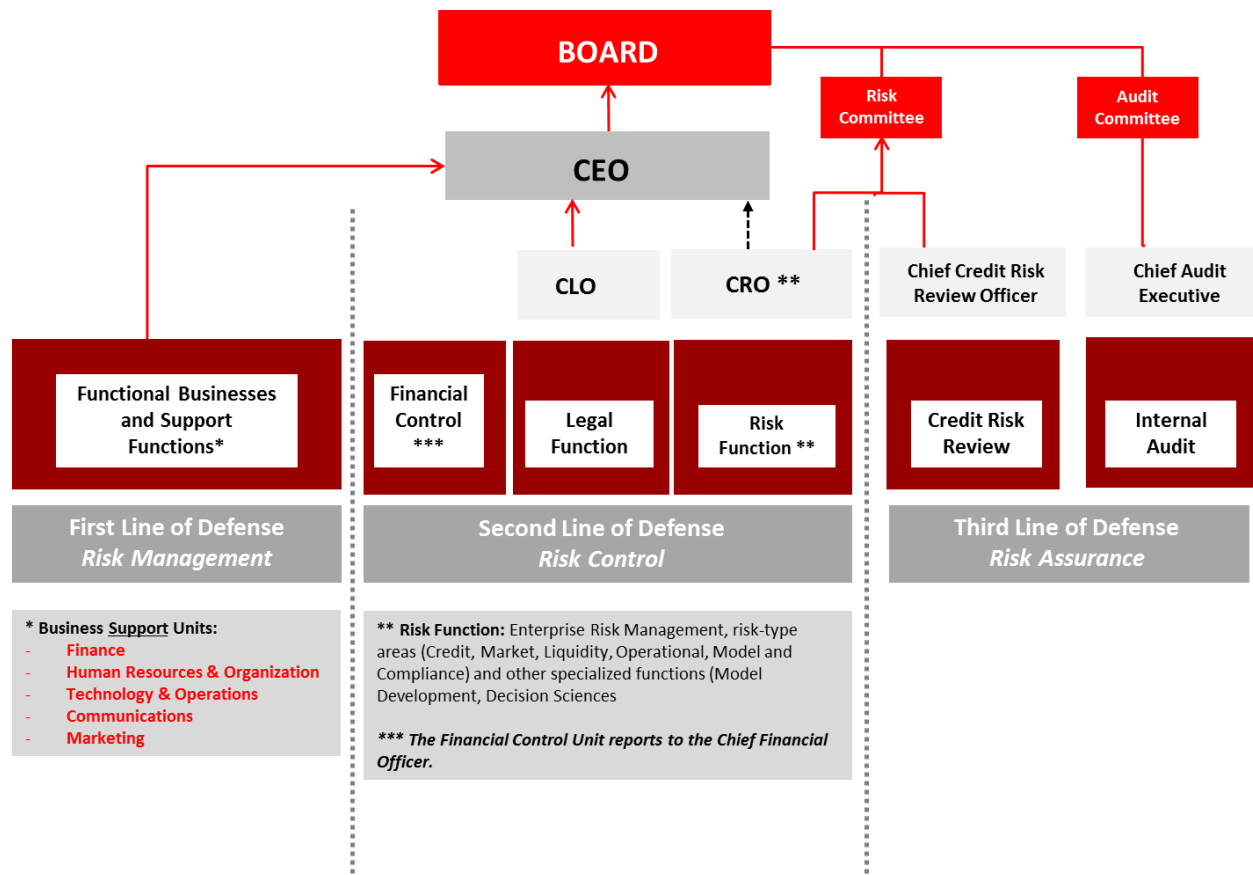 BOARD
Risk
Committee
Audit
Committee
CEO
CLO
CRO **
Chief Credit Risk
Review Officer
Chief Audit
Executive
Functional Businesses
and Support
Functions*
Financial
Control
***
Legal
Function
Risk
Function **
Credit Risk
Review
Internal
Audit
First Line of Defense
Risk Management
Second Line of Defense
Risk Control
Third Line of Defense
Risk Assurance
* Business Support Units:
- Finance
- Human Resources & Organization
- Technology & Operations
- Communications
- Marketing
** Risk Function: Enterprise Risk Management, risk-type
areas (Credit, Market, Liquidity, Operational, Model and
Compliance) and other specialized functions (Model
Development, Decision Sciences
*** The Financial Control Unit reports to the Chief Financial
Officer.